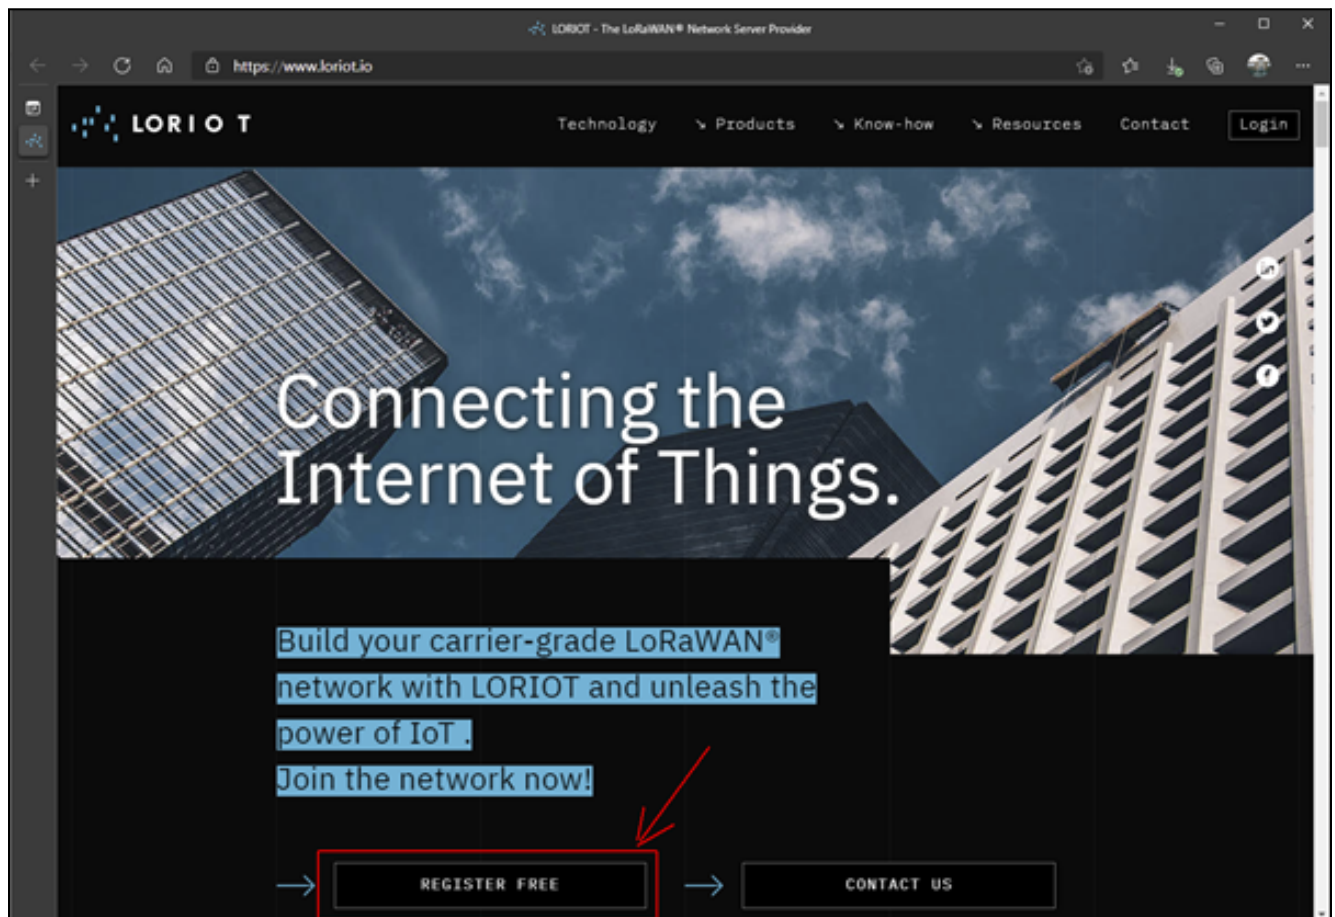 LORIOT - The LoRaWAN® Network Server Provider
https://www.loriot.io
LORIOT
Technology
↘ Products
↘ Know-how
↘ Resources
Contact
Login
Connecting the
Internet of Things.
Build your carrier-grade LoRaWAN®
network with LORIOT and unleash the
power of IoT .
Join the network now!
REGISTER FREE
CONTACT US